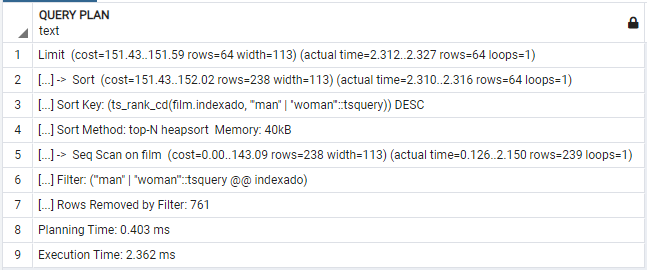 QUERY PLAN
text
1 Limit (cost=151.43..151.59 rows=64 width=113) (actual time=2.312..2.327 rows=64 loops=1)
2 [...] -> Sort (cost=151.43..152.02 rows=238 width=113) (actual time=2.310..2.316 rows=64 loops=1)
3 [...] Sort Key: (ts_rank_cd(film.indexado, '''man'' | ''woman'''::tsquery)) DESC
4 [...] Sort Method: top-N heapsort Memory: 40kB
5 [...] -> Seq Scan on film (cost=0.00..143.09 rows=238 width=113) (actual time=0.126..2.150 rows=239 loops=1)
6 [...] Filter: ('''man'' | ''woman'''::tsquery @@ indexado)
7 [...] Rows Removed by Filter: 761
8 Planning Time: 0.403 ms
9 Execution Time: 2.362 ms